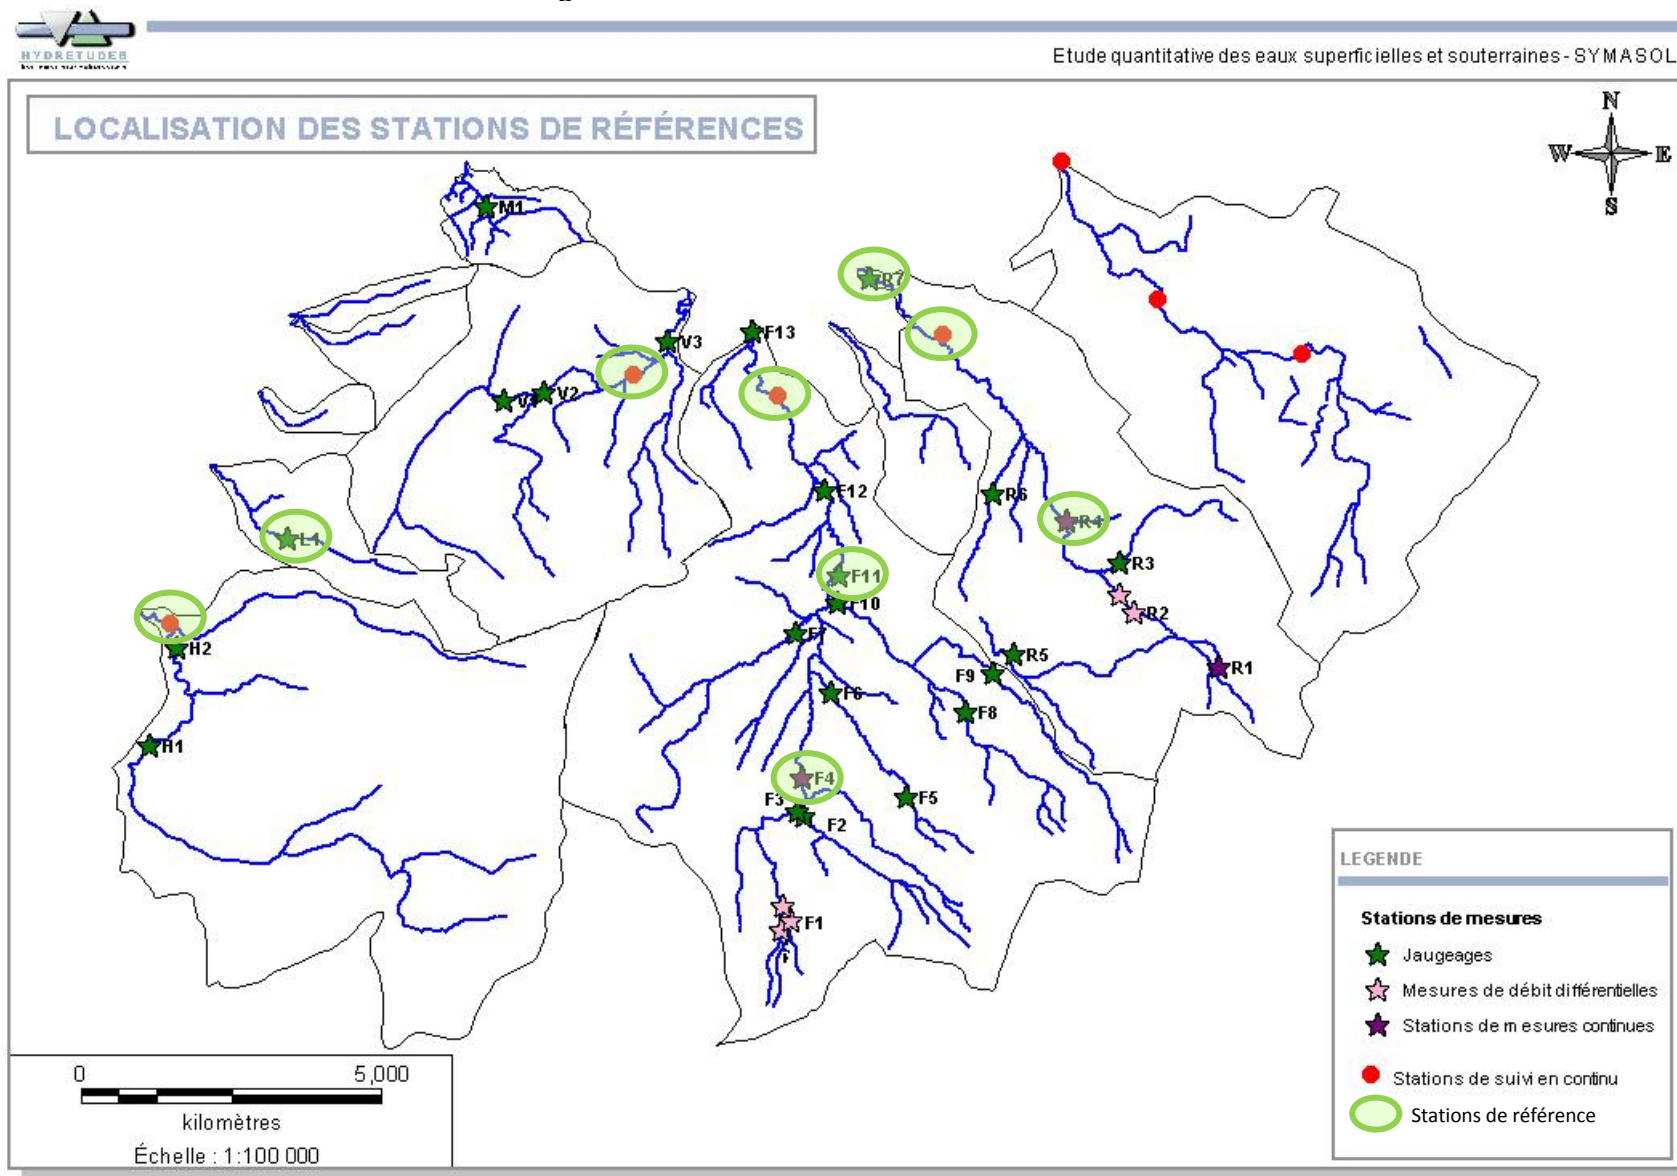 HYDRETUDES
Etude quantitative des eaux superficielles et souterraines - SYMASOL
LOCALISATION DES STATIONS DE RÉFÉRENCES
N
W E
S
M1
R7
V3
F13
V1
V2
F12
R6
R4
L1
F11
R3
F10
R2
F7
H2
R5
R1
F9
F6
F8
H1
F4
F3
F5
F2
F1
F
LEGENDE
Stations de mesures
Jaugeages
Mesures de débit différentielles
Stations de mesures continues
Stations de suivi en continu
Stations de référence
0 5,000
kilomètres
Échelle : 1:100 000